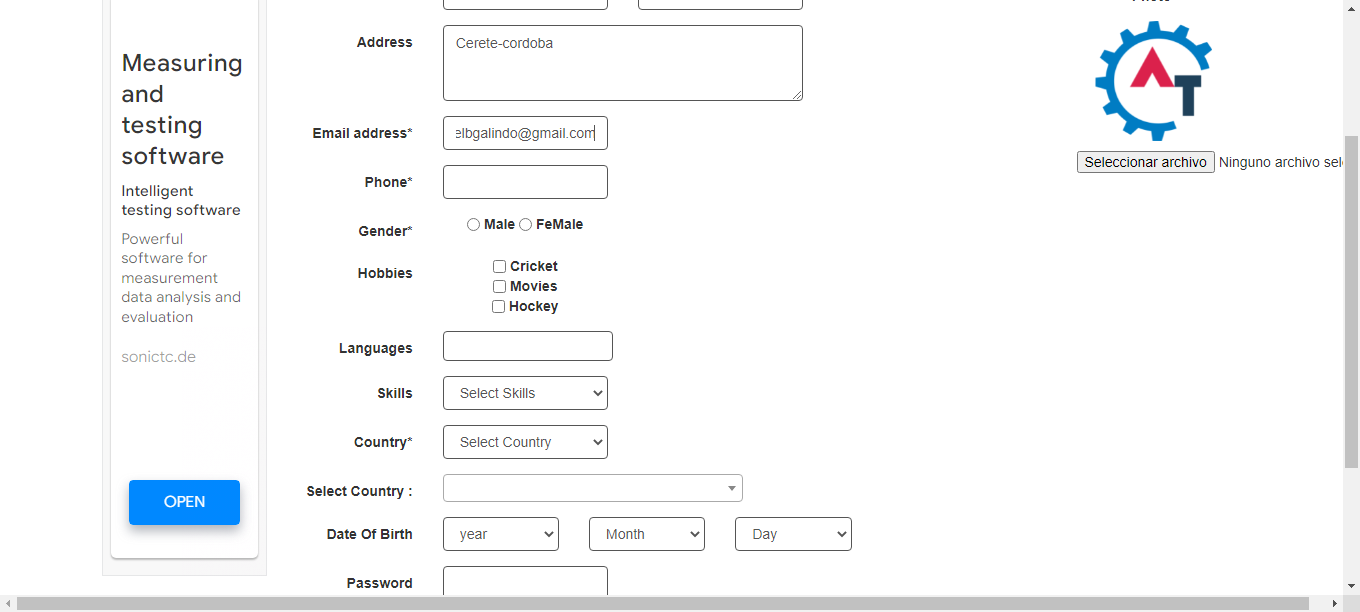 Measuring
and
testing
software
Intelligent
testing software
Powerful
software for
measurement
data analysis and
evaluation
sonictc.de
OPEN
Address
Cerete-cordoba
Email address*
elbgalindo@gmail.com
Phone*
Gender*
Male FeMale
Hobbies
Cricket
Movies
Hockey
Languages
Skills
Select Skills
Country*
Select Country
Select Country :
Date Of Birth
year Month Day
Password
AT
Seleccionar archivo Ninguno archivo sel